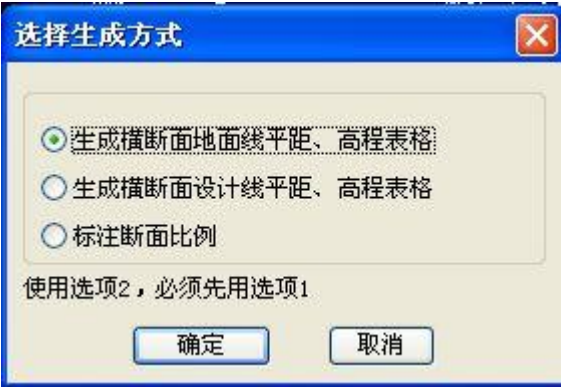 选择生成方式
生成横断面地面线平距、高程表格
生成横断面设计线平距、高程表格
标注断面比例
使用选项2，必须先用选项1
确定
取消